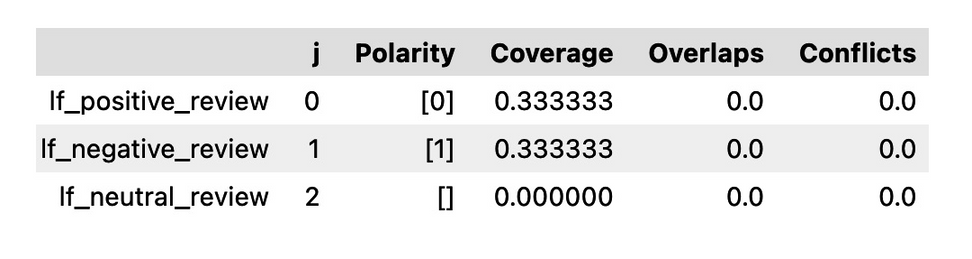 j Polarity Coverage Overlaps Conflicts
lf_positive_review 0 [0] 0.333333 0.0 0.0
lf_negative_review 1 [1] 0.333333 0.0 0.0
lf_neutral_review 2 [] 0.000000 0.0 0.0